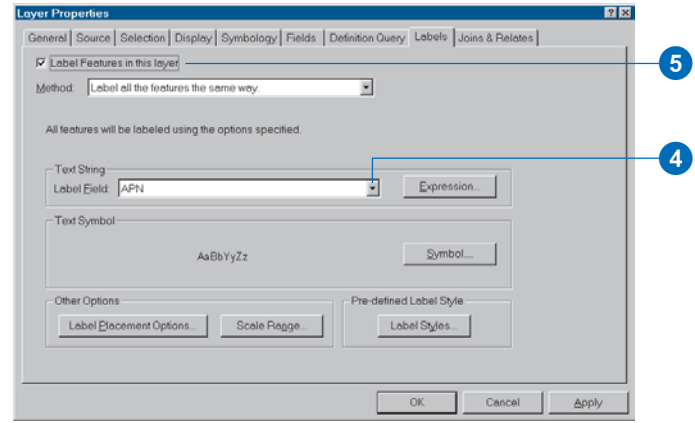 Layer Properties
General Source Selection Display Symbology Fields Definition Query Labels Joins & Relates
Label Features in this layer
5
Method: Label all the features the same way.
All features will be labeled using the options specified.
4
Text String
Label Field: APN Expression...
Text Symbol
AaBbYyZz Symbol...
Other Options Pre-defined Label Style
Label Placement Options... Scale Range... Label Styles...
OK Cancel Apply